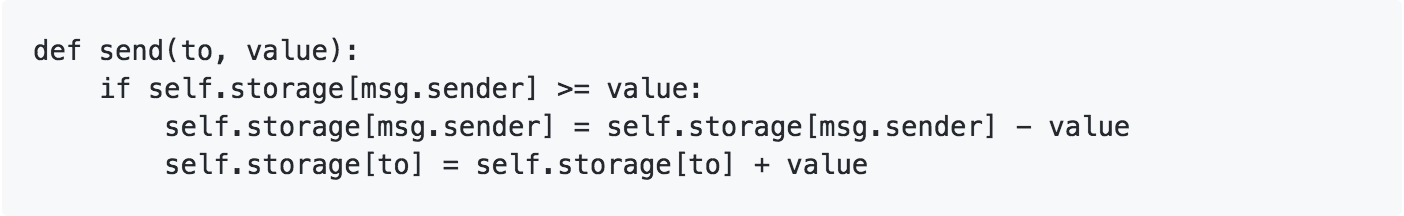 def send(to, value):
    if self.storage[msg.sender] >= value:
        self.storage[msg.sender] = self.storage[msg.sender] - value
        self.storage[to] = self.storage[to] + value